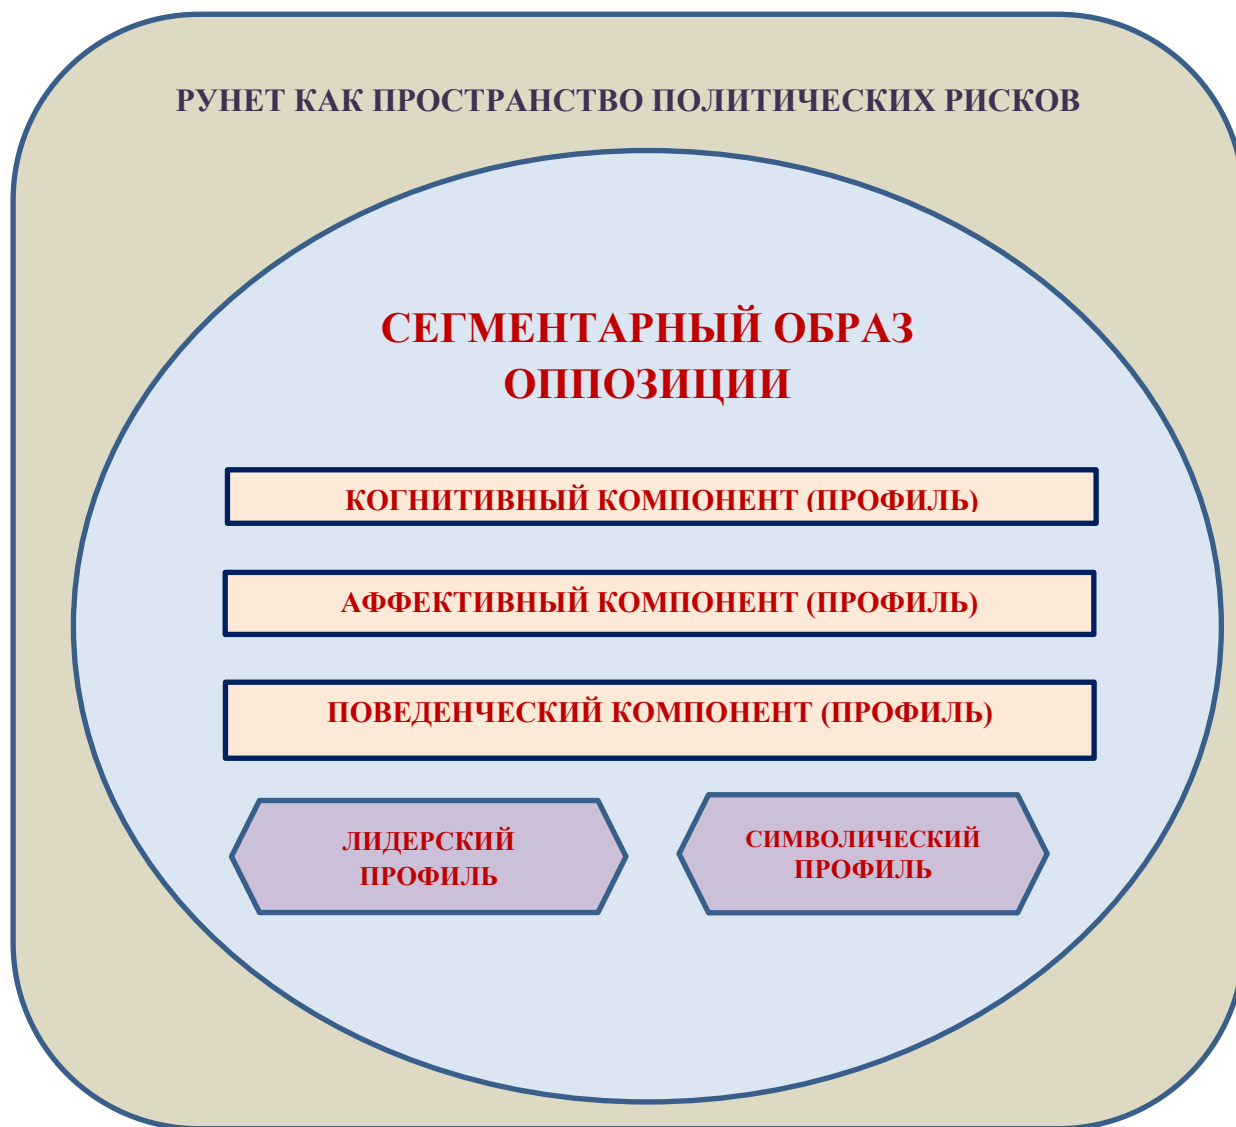 РУНЕТ КАК ПРОСТРАНСТВО ПОЛИТИЧЕСКИХ РИСКОВ
СЕГМЕНТАРНЫЙ ОБРАЗ
ОППОЗИЦИИ
КОГНИТИВНЫЙ КОМПОНЕНТ (ПРОФИЛЬ)
АФФЕКТИВНЫЙ КОМПОНЕНТ (ПРОФИЛЬ)
ПОВЕДЕНЧЕСКИЙ КОМПОНЕНТ (ПРОФИЛЬ)
ЛИДЕРСКИЙ
ПРОФИЛЬ
СИМВОЛИЧЕСКИЙ
ПРОФИЛЬ